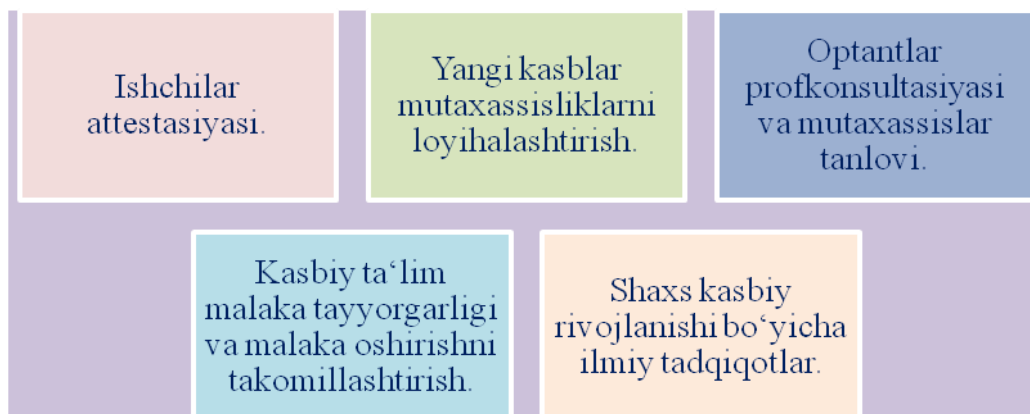 Ishchilar
attestasiyasi.
Yangi kasblar
mutaxassisliklarni
loyihalashtirish.
Optantlar
profkonsultasiyasi
va mutaxassislar
tanlovi.
Kasbiy ta‘lim
malaka tayyorgarligi
va malaka oshirishni
takomillashtirish.
Shaxs kasbiy
rivojlanishi bo‘yicha
ilmiy tadqiqotlar.